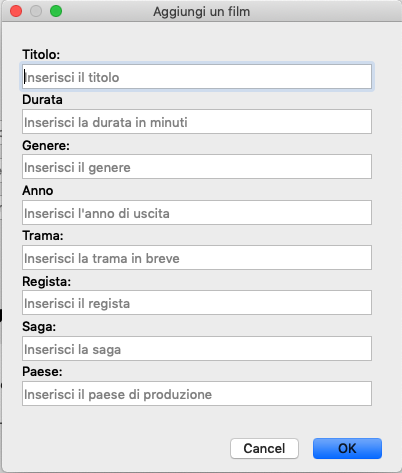 Aggiungi un film
Titolo:
Inserisci il titolo
Durata
Inserisci la durata in minuti
Genere:
Inserisci il genere
Anno
Inserisci l'anno di uscita
Trama:
Inserisci la trama in breve
Regista:
Inserisci il regista
Saga:
Inserisci la saga
Paese:
Inserisci il paese di produzione
Cancel OK